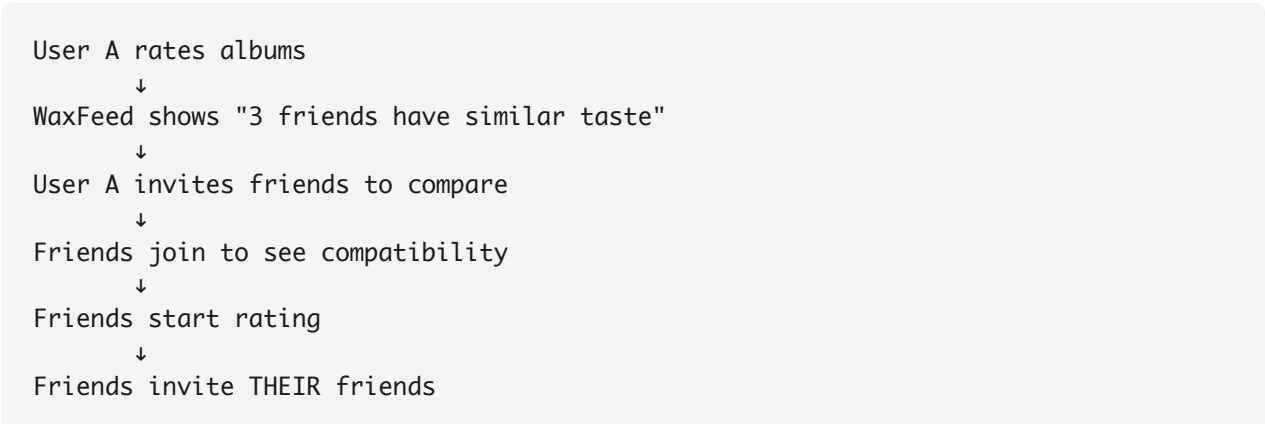 User A rates albums
↓
WaxFeed shows "3 friends have similar taste"
↓
User A invites friends to compare
↓
Friends join to see compatibility
↓
Friends start rating
↓
Friends invite THEIR friends